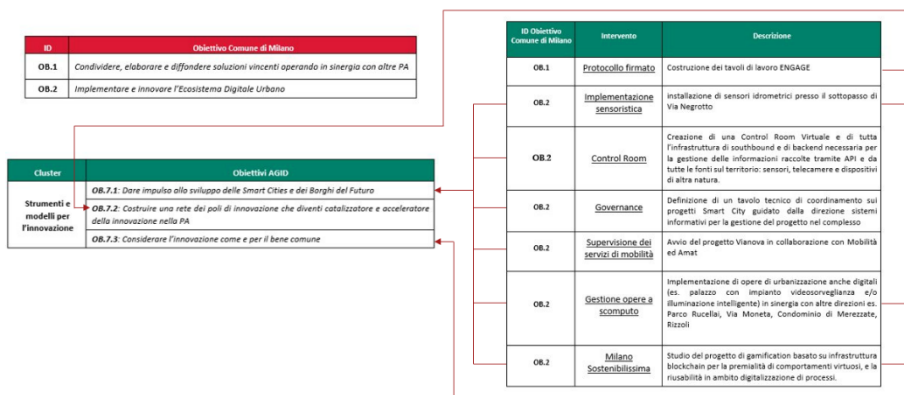 ID Obiettivo Comune di Milano
OB.1 Condividere, elaborare e diffondere soluzioni vincenti operando in sinergia con altre PA
OB.2 Implementare e innovare l'Ecosistema Digitale Urbano
Cluster Obiettivi AGID
Strumenti e modelli per l'innovazione
OB.7.1: Dare impulso allo sviluppo delle Smart Cities e dei Borghi del Futuro
OB.7.2: Costruire una rete dei poli di innovazione che diventi catalizzatore e acceleratore
della innovazione nella PA
OB.7.3: Considerare l'innovazione come e per il bene comune
ID Obiettivo
Comune di Milano
Intervento
Descrizione
OB.1
Protocollo firmato
Costruzione dei tavoli di lavoro ENGAGE
OB.2
Implementazione
sensoristica
installazione di sensori idrometrici presso il sottopasso di
Via Negrotto
OB.2
Control Room
Creazione di una Control Room Virtuale e di tutta
l'infrastruttura di southbound e di backend necessaria per
la gestione delle informazioni raccolte tramite API e da
tutte le fonti sul territorio: sensori, telecamere e dispositivi
di altra natura.
OB.2
Governance
Definizione di un tavolo tecnico di coordinamento sui
progetti Smart City guidato dalla direzione sistemi
informativi per la gestione del progetto nel complesso
OB.2
Supervisione dei
servizi di mobilità
Avvio del progetto Vianova in collaborazione con Mobilità
ed Amat
OB.2
Gestione opere a
scomputo
Implementazione di opere di urbanizzazione anche digitali
(es. palazzo con impianto videosorveglianza e/o
illuminazione intelligente) in sinergia con altre direzioni es.
Parco Rucellai, Via Moneta, Condominio di Merezzate,
Rizzoli
OB.2
Milano
Sostenibilissima
Studio del progetto di gamification basato su infrastruttura
blockchain per la premialità di comportamenti virtuosi, e la
riusabilità in ambito digitalizzazione di processi.